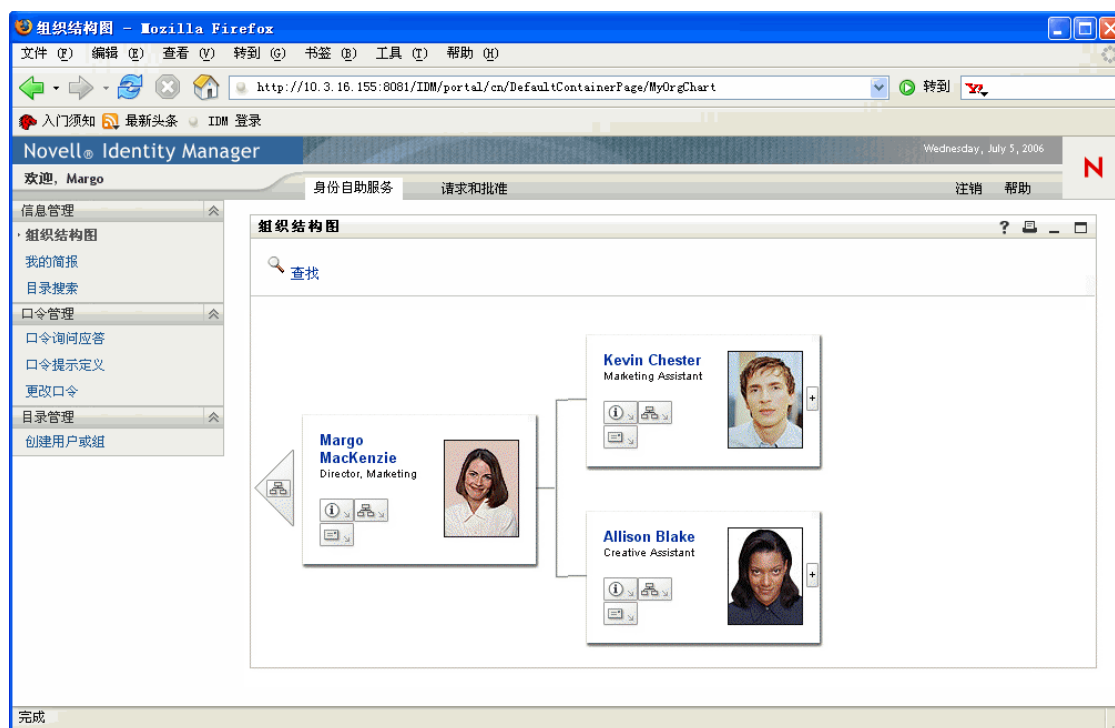 组织结构图 - Mozilla Firefox
文件 (F) 编辑 (E) 查看 (V) 转到 (G) 书签 (B) 工具 (T) 帮助 (H)
http://10.3.16.155:8081/IDM/portal/cn/DefaultContainerPage/MyOrgChart
转到
入门须知 最新头条 IDM 登录
Novell® Identity Manager
Wednesday, July 5, 2006
N
欢迎, Margo
身份自助服务 请求和批准 注销 帮助
信息管理
组织结构图
我的简报
目录搜索
口令管理
口令询问应答
口令提示定义
更改口令
目录管理
创建用户或组
组织结构图
查找
Margo
MacKenzie
Director, Marketing
Kevin Chester
Marketing Assistant
Allison Blake
Creative Assistant
完成